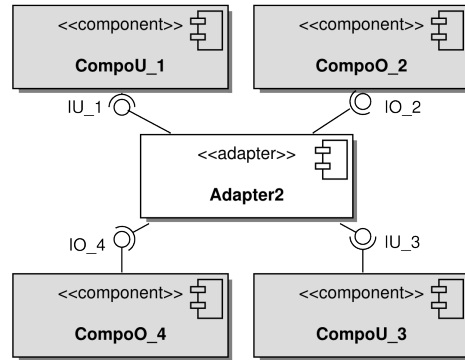 <<component>>
CompoU_1
<<component>>
CompoO_2
IU_1
IO_2
<<adapter>>
Adapter2
IO_4
IU_3
<<component>>
CompoO_4
<<component>>
CompoU_3